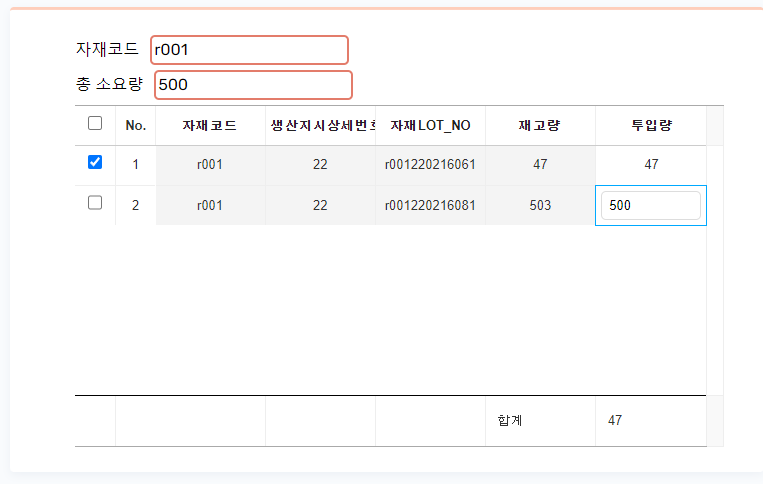 자재코드 r001
총 소요량 500
No. 자재코드 생산지시상세번호 자재LOT_NO 재고량 투입량
1 r001 22 r001220216061 47 47
2 r001 22 r001220216081 503 500
합계 47